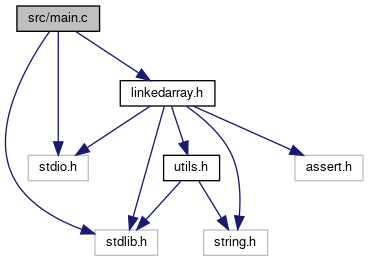 src/main.c
linkedarray.h
stdio.h
utils.h
assert.h
stdlib.h
string.h